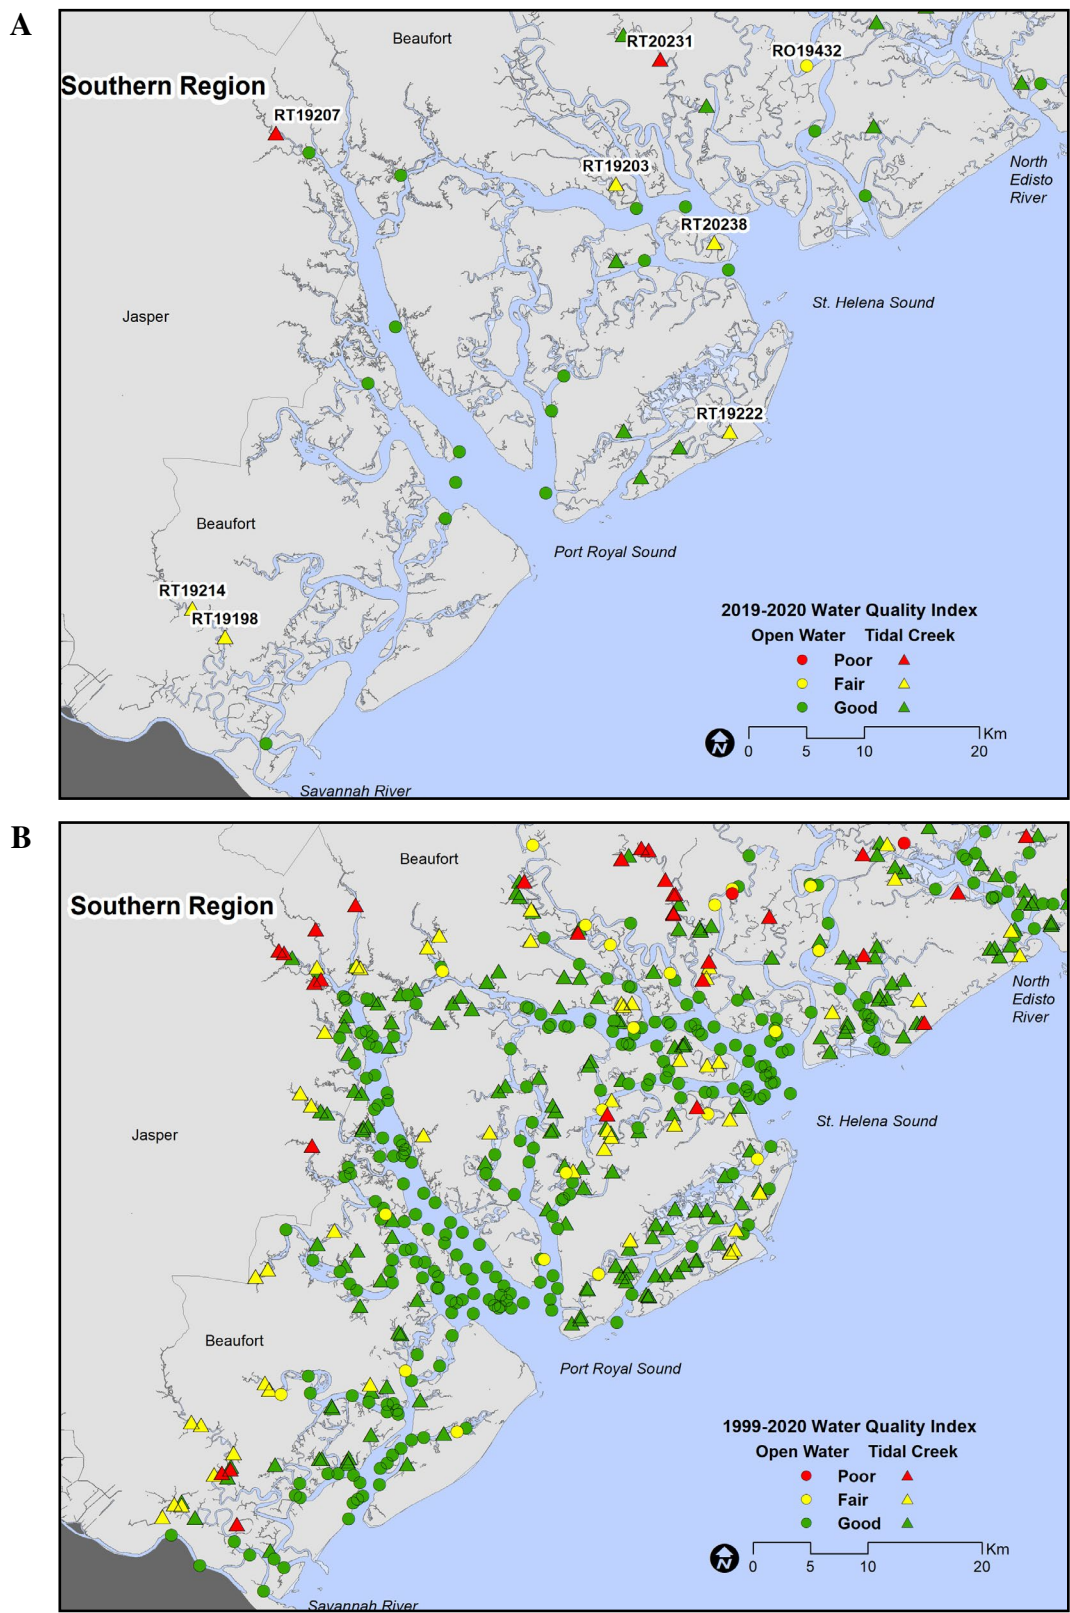 A
Beaufort
RT20231
RO19432
Southern Region
RT19207
North
Edisto
River
RT19203
RT20238
St. Helena Sound
Jasper
RT19222
Beaufort
Port Royal Sound
RT19214
RT19198
2019-2020 Water Quality Index
Open Water Tidal Creek
Poor
Fair
Good
N
Km
0 5 10 20
Savannah River
B
Beaufort
Southern Region
North
Edisto
River
St. Helena Sound
Jasper
Beaufort
Port Royal Sound
1999-2020 Water Quality Index
Open Water Tidal Creek
Poor
Fair
Good
N
Km
0 5 10 20
Savannah River